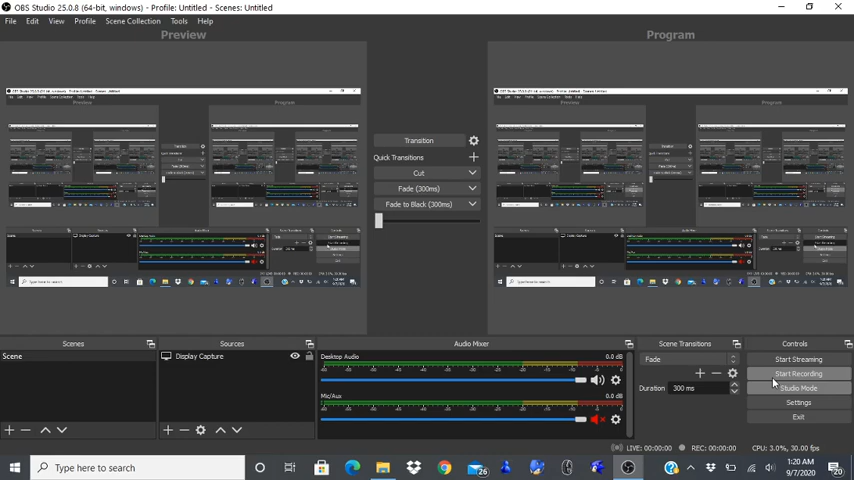 OBS Studio 25.0.8 (64-bit, windows) - Profile: Untitled - Scenes: Untitled
File Edit View Profile Scene Collection Tools Help
Preview
Program
Transition
Quick Transitions
Cut
Fade (300ms)
Fade to Black (300ms)
Scenes
Sources
Audio Mixer
Scene Transitions
Controls
Scene
Display Capture
Desktop Audio
0.0 dB
Mic/Aux
0.0 dB
Fade
Duration 300 ms
Start Streaming
Start Recording
Studio Mode
Settings
Exit
LIVE: 00:00:00 REC: 00:00:00 CPU: 3.0%, 30.00 fps
Type here to search
26
1:20 AM
9/7/2020
20